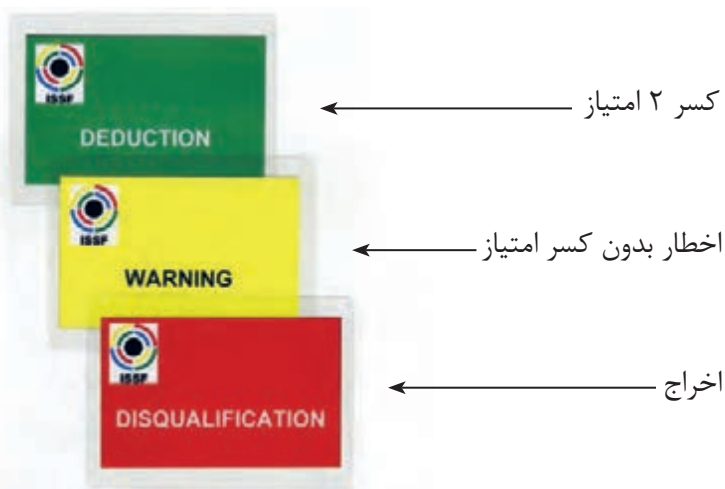 ISSF
DEDUCTION
کسر ۲ امتیاز
ISSF
WARNING
اخطار بدون کسر امتیاز
ISSF
DISQUALIFICATION
اخراج